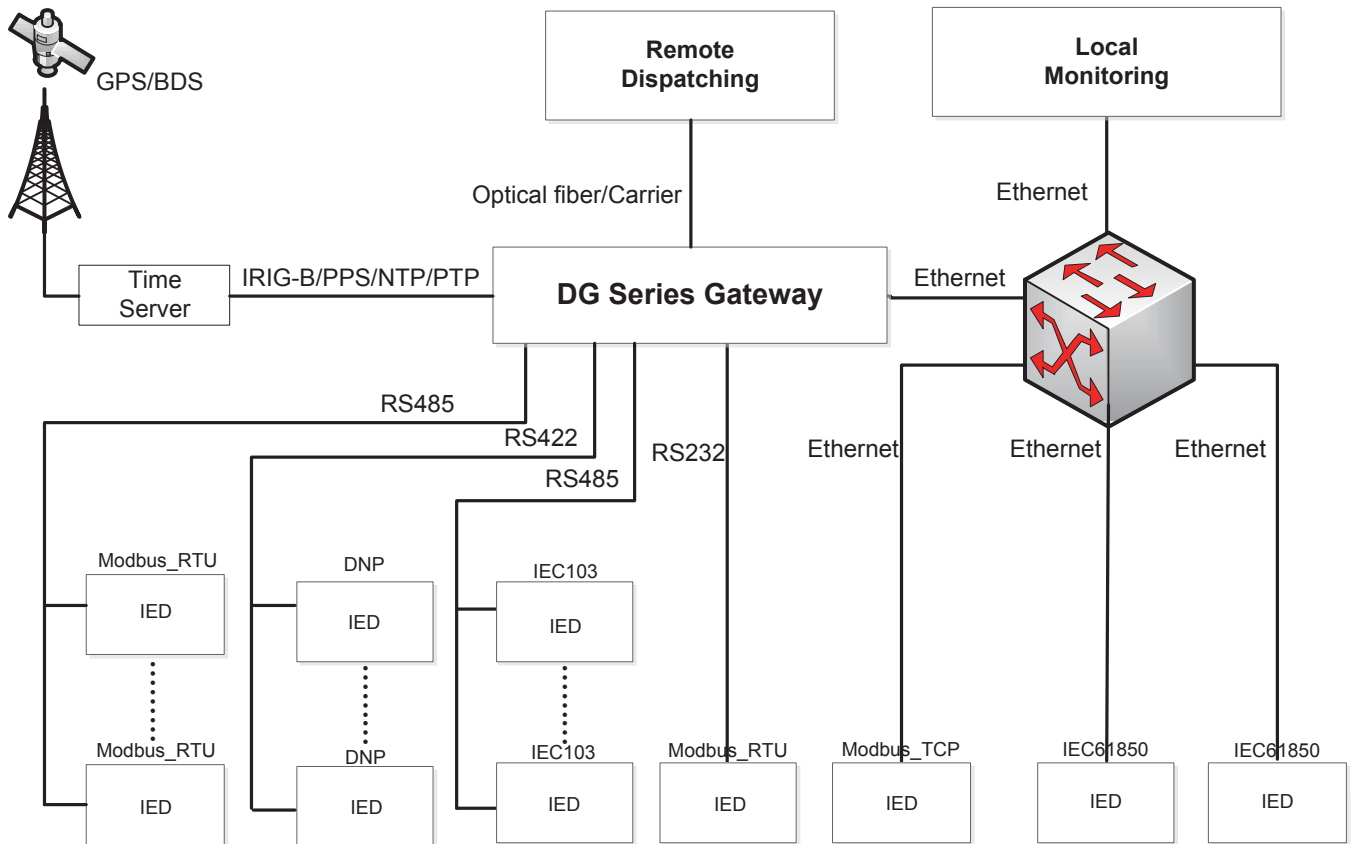 GPS/BDS
Remote
Dispatching
Local
Monitoring
Optical fiber/Carrier
Ethernet
Time
Server
IRIG-B/PPS/NTP/PTP
DG Series Gateway
Ethernet
RS485
RS422
RS485
RS232
Ethernet
Ethernet
Ethernet
Modbus_RTU
IED
DNP
IED
IEC103
IED
Modbus_RTU
IED
DNP
IED
IEC103
IED
Modbus_RTU
IED
Modbus_TCP
IED
IEC61850
IED
IEC61850
IED